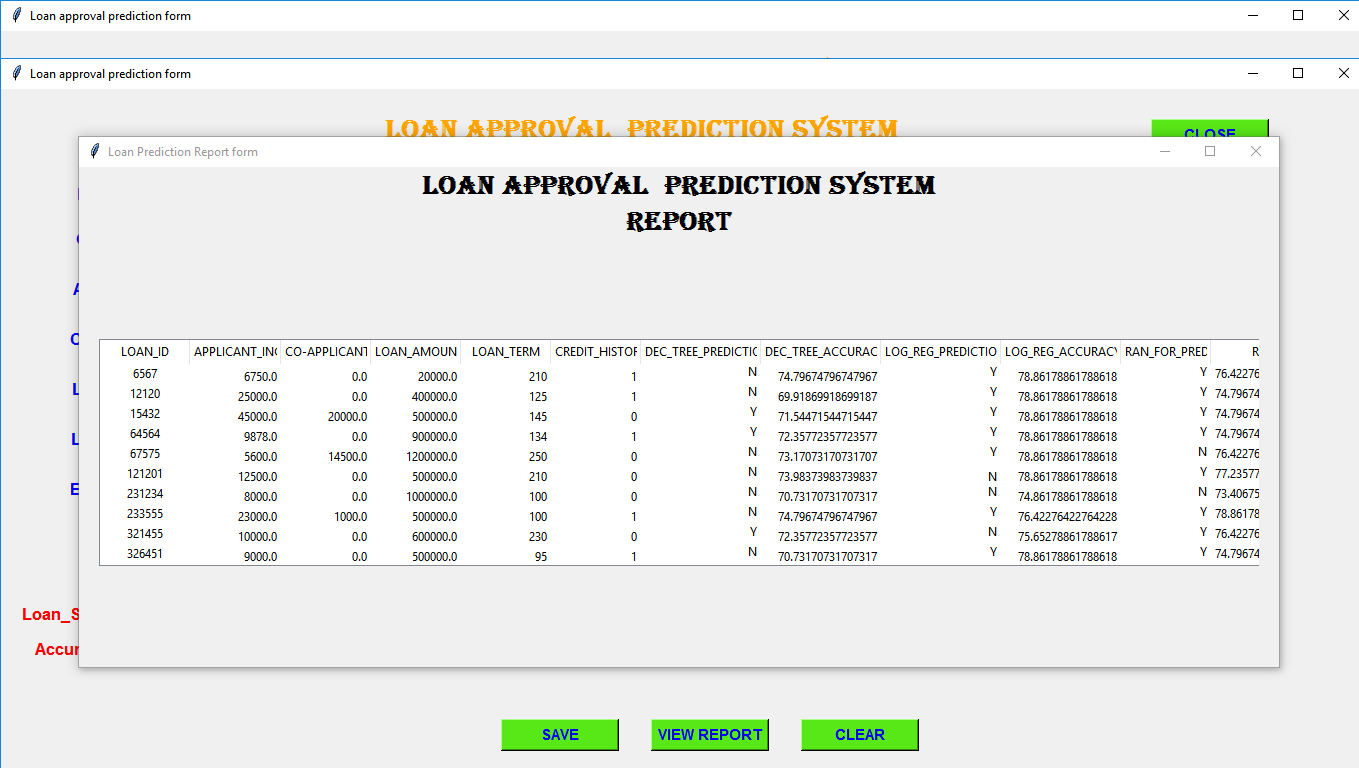 Loan approval prediction form
Loan approval prediction form
LOAN APPROVAL PREDICTION SYSTEM
CLOSE
Loan Prediction Report form
LOAN APPROVAL PREDICTION SYSTEM
REPORT
LOAN_ID APPLICANT_INC CO-APPLICANT LOAN_AMOUN LOAN_TERM CREDIT_HISTOR DEC_TREE_PREDICTIC DEC_TREE_ACCURAC LOG_REG_PREDICTIO LOG_REG_ACCURACY RAN_FOR_PRED R
6567 6750.0 0.0 20000.0 210 1 N 74.79674796747967 Y 78.86178861788618 Y 76.42276
12120 25000.0 0.0 400000.0 125 1 N 69.91869918699187 Y 78.86178861788618 Y 74.79674
15432 45000.0 20000.0 500000.0 145 0 Y 71.54471544715447 Y 78.86178861788618 Y 74.79674
64564 9878.0 0.0 900000.0 134 1 Y 72.35772357723577 Y 78.86178861788618 Y 74.79674
67575 5600.0 14500.0 1200000.0 250 0 N 73.17073170731707 Y 78.86178861788618 N 76.42276
121201 12500.0 0.0 500000.0 210 0 N 73.98373983739837 N 78.86178861788618 Y 77.23577
231234 8000.0 0.0 1000000.0 100 0 N 70.73170731707317 N 74.86178861788618 N 73.40675
233555 23000.0 1000.0 500000.0 100 1 N 74.79674796747967 Y 76.42276422764228 Y 78.86178
321455 10000.0 0.0 600000.0 230 0 Y 72.35772357723577 N 75.65278861788617 Y 76.42276
326451 9000.0 0.0 500000.0 95 1 N 70.73170731707317 Y 78.86178861788618 Y 74.79674
Loan_S
Accur
SAVE VIEW REPORT CLEAR